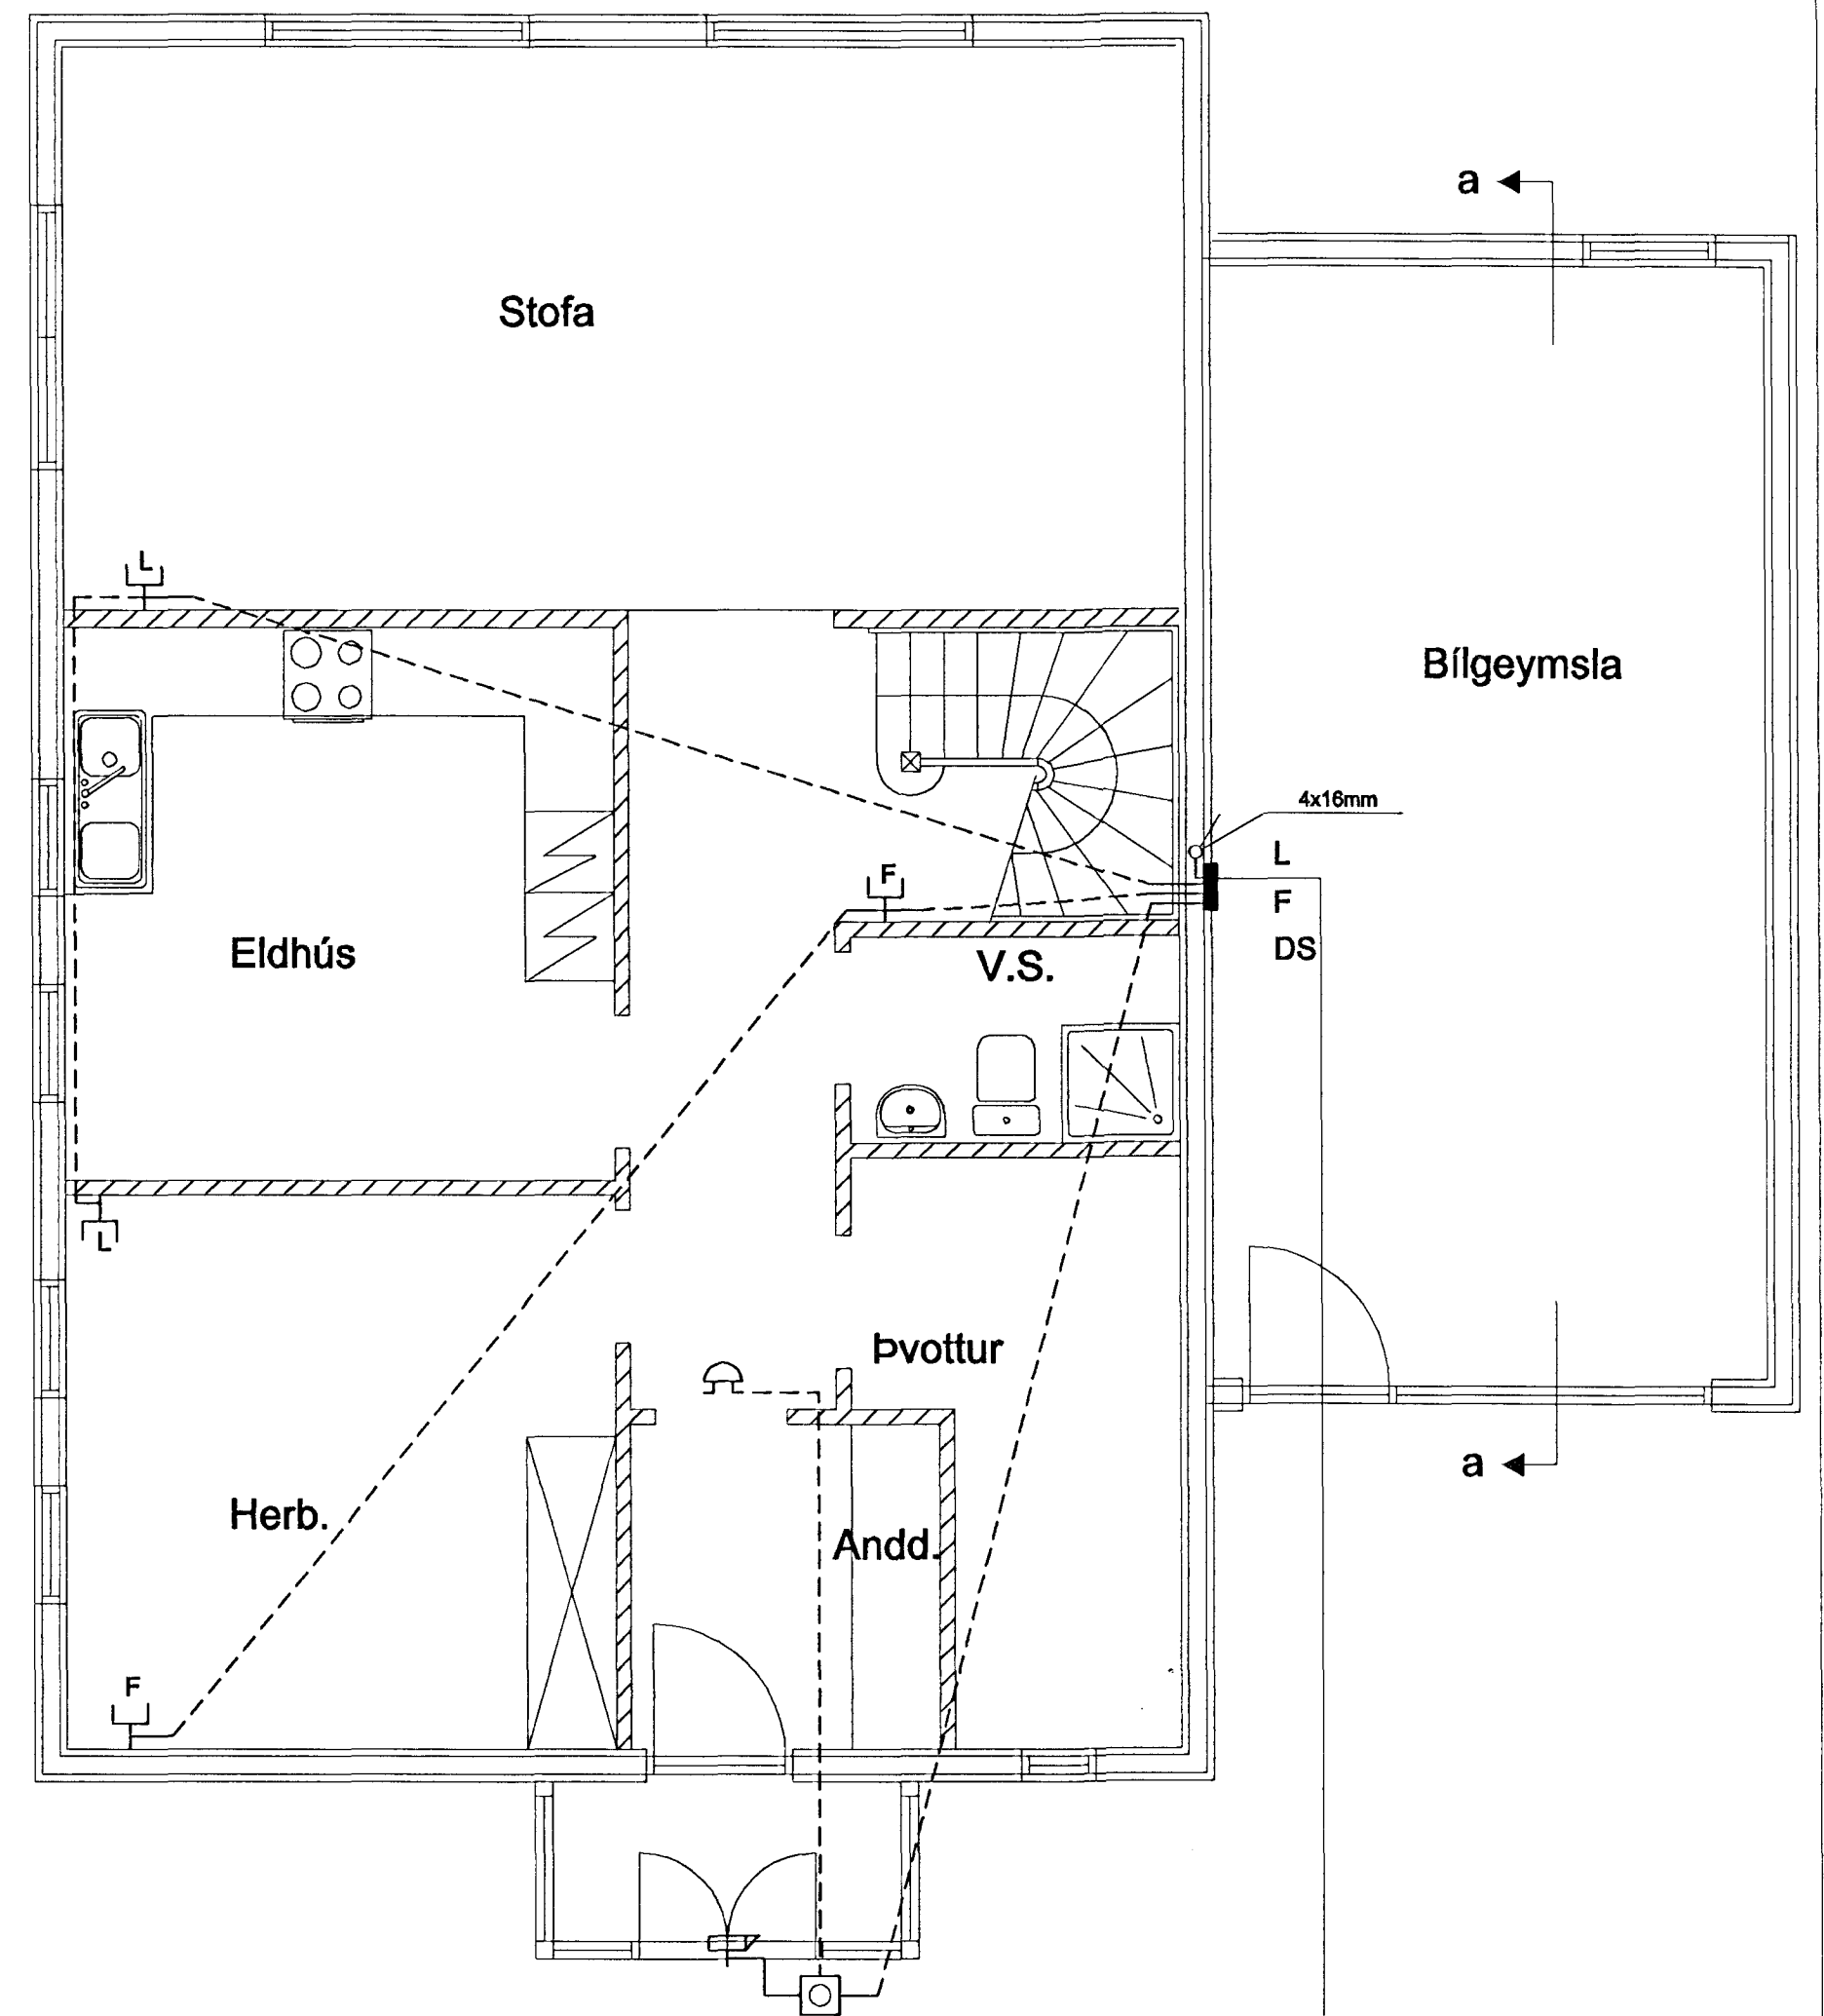 a
Stofa
L
Bílgeymsla
4x16mm
L
F
F
DS
Eldhús
V.S.
L
Þvottur
a
Herb.
Andd.
F